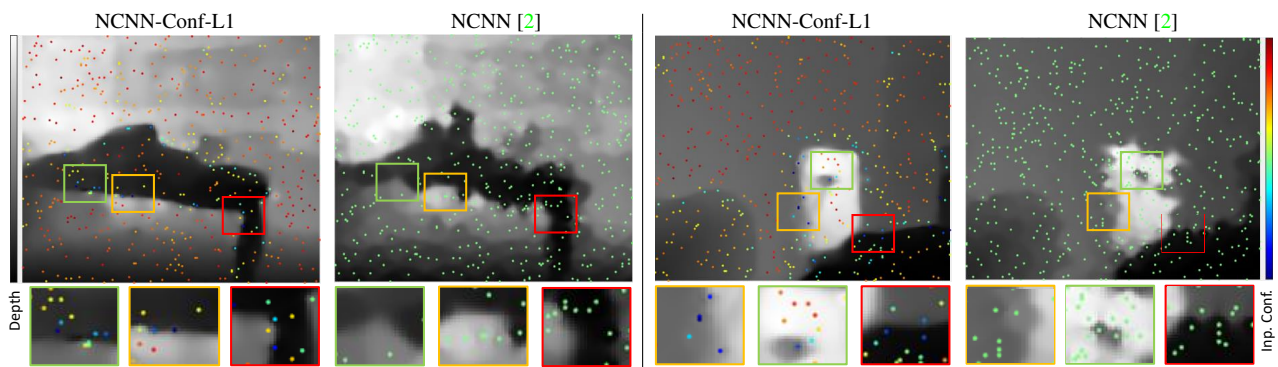 NCNN-Conf-L1
NCNN [2]
NCNN-Conf-L1
NCNN [2]
Depth
Inp. Conf.